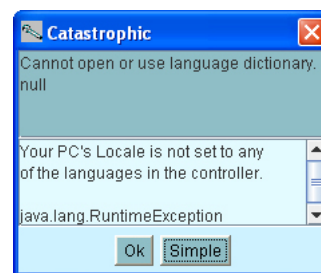 Catastrophic
Cannot open or use language dictionary.
null
Your PC's Locale is not set to any
of the languages in the controller.
java.lang.RuntimeException
Ok Simple